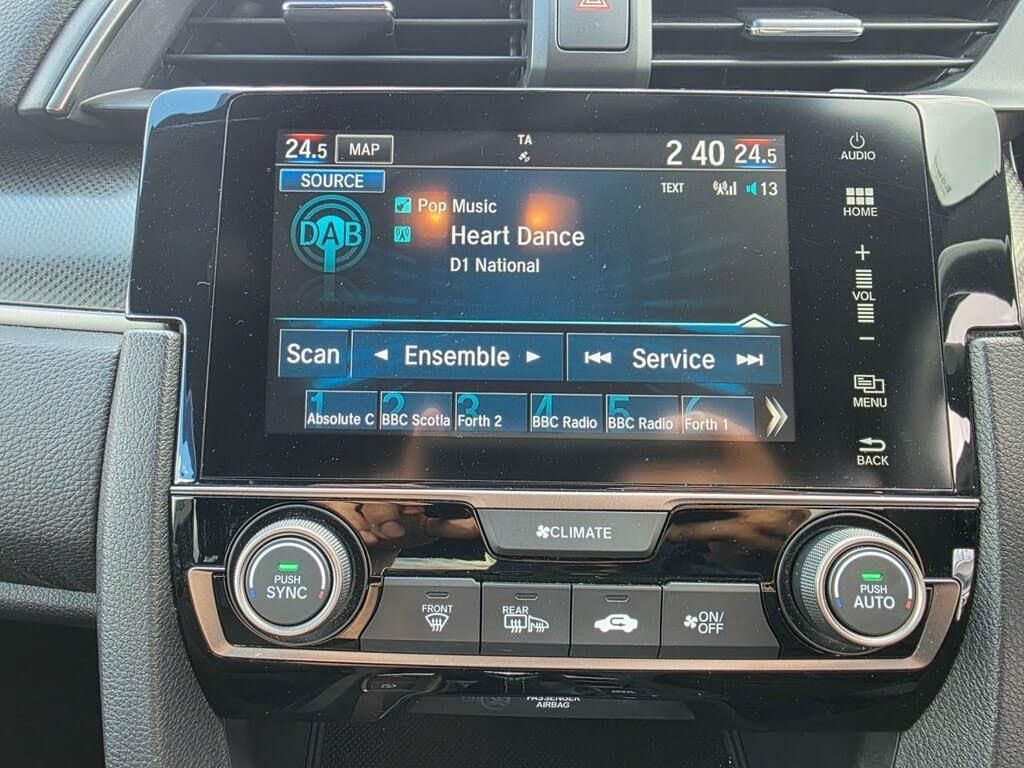 24.5 MAP TA 2 40 24.5
SOURCE TEXT 13
DAB
Pop Music
Heart Dance
D1 National
Scan Ensemble Service
1 2 3 4 5 6
Absolute C BBC Scotla Forth 2 BBC Radio BBC Radio Forth 1
AUDIO
HOME
+
VOL
−
MENU
BACK
CLIMATE
PUSH
SYNC
FRONT
REAR
ON/
OFF
PUSH
AUTO
PASSENGER
AIRBAG